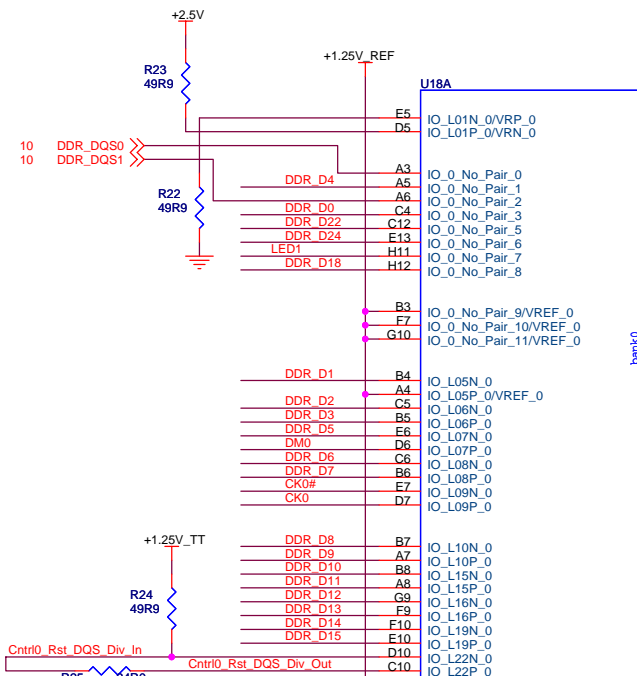 +2.5V
+1.25V_REF
R23
49R9
U18A
E5 IO_L01N_0/VRP_0
D5 IO_L01P_0/VRN_0
10 DDR_DQS0
10 DDR_DQS1
A3 IO_0_No_Pair_0
DDR_D4 A5 IO_0_No_Pair_1
A6 IO_0_No_Pair_2
R22
49R9
DDR_D0 C4 IO_0_No_Pair_3
DDR_D22 C12 IO_0_No_Pair_5
DDR_D24 E13 IO_0_No_Pair_6
LED1 H11 IO_0_No_Pair_7
DDR_D18 H12 IO_0_No_Pair_8
B3 IO_0_No_Pair_9/VREF_0
F7 IO_0_No_Pair_10/VREF_0
G10 IO_0_No_Pair_11/VREF_0
bank0
DDR_D1 B4 IO_L05N_0
A4 IO_L05P_0/VREF_0
DDR_D2 C5 IO_L06N_0
DDR_D3 B5 IO_L06P_0
DDR_D5 E6 IO_L07N_0
DM0 D6 IO_L07P_0
DDR_D6 C6 IO_L08N_0
DDR_D7 B6 IO_L08P_0
CK0# E7 IO_L09N_0
CK0 D7 IO_L09P_0
+1.25V_TT
DDR_D8 B7 IO_L10N_0
DDR_D9 A7 IO_L10P_0
DDR_D10 B8 IO_L15N_0
DDR_D11 A8 IO_L15P_0
R24
49R9
DDR_D12 G9 IO_L16N_0
DDR_D13 F9 IO_L16P_0
DDR_D14 F10 IO_L19N_0
DDR_D15 E10 IO_L19P_0
Cntrl0_Rst_DQS_Div_In D10 IO_L22N_0
Cntrl0_Rst_DQS_Div_Out C10 IO_L22P_0